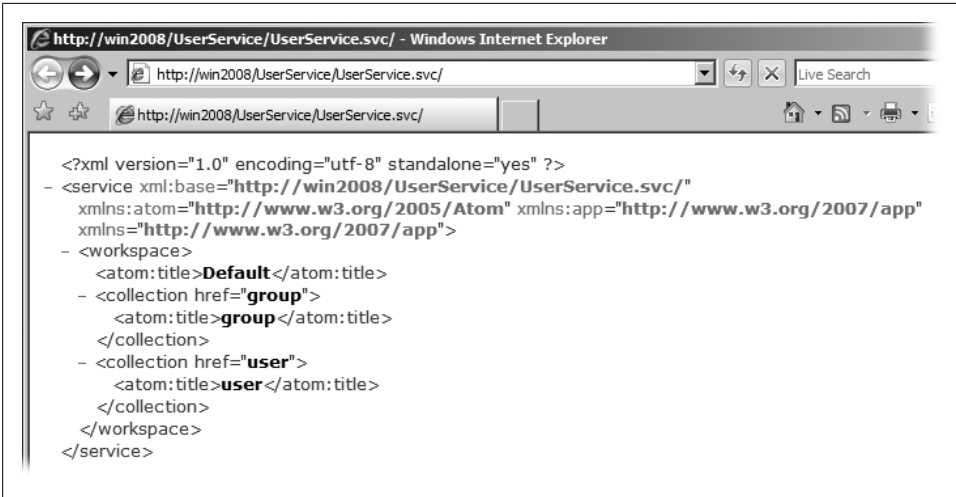 http://win2008/UserService/UserService.svc/ - Windows Internet Explorer
http://win2008/UserService/UserService.svc/
Live Search
http://win2008/UserService/UserService.svc/
<?xml version="1.0" encoding="utf-8" standalone="yes" ?>
- <service xml:base="http://win2008/UserService/UserService.svc/"
xmlns:atom="http://www.w3.org/2005/Atom" xmlns:app="http://www.w3.org/2007/app"
xmlns="http://www.w3.org/2007/app">
- <workspace>
<atom:title>Default</atom:title>
- <collection href="group">
<atom:title>group</atom:title>
</collection>
- <collection href="user">
<atom:title>user</atom:title>
</collection>
</workspace>
</service>